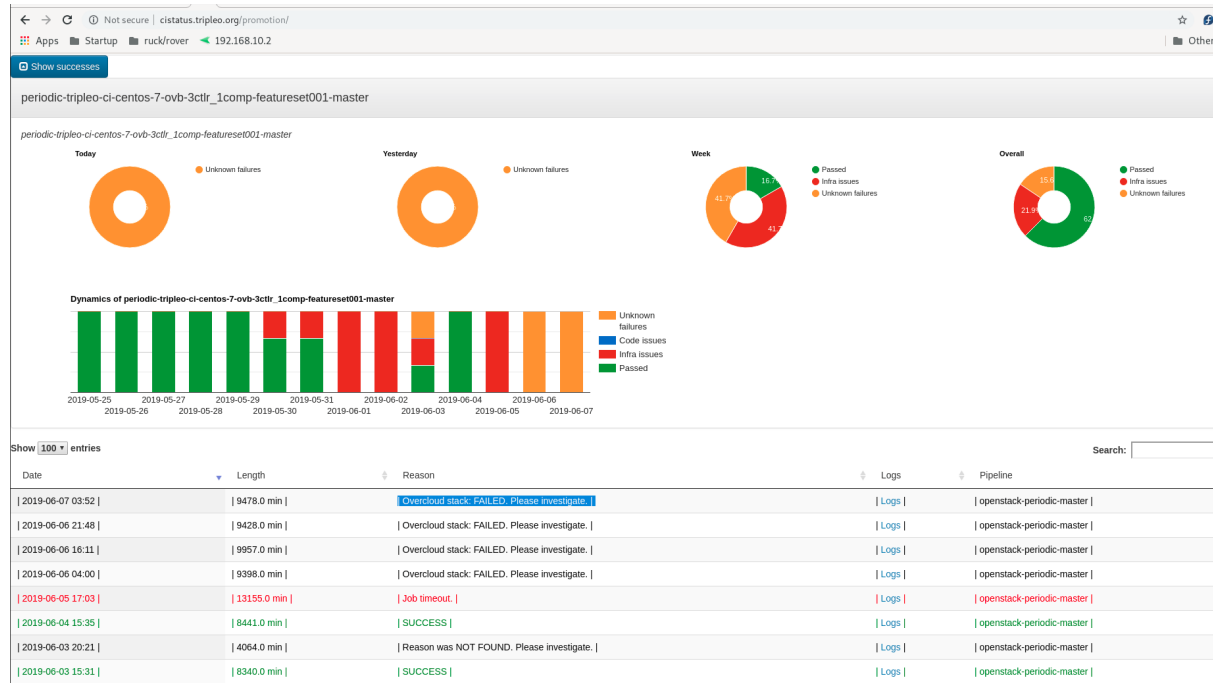 Not secure | cistatus.tripleo.org/promotion/
Apps Startup ruck/rover 192.168.10.2 Other
Show successes
periodic-tripleo-ci-centos-7-ovb-3ctlr_1comp-featureset001-master
periodic-tripleo-ci-centos-7-ovb-3ctlr_1comp-featureset001-master
Today
Unknown failures
Yesterday
Unknown failures
Week
16.7
41.7
41.7%
Passed
Infra issues
Unknown failures
Overall
15.6
21.9%
62
Passed
Infra issues
Unknown failures
Dynamics of periodic-tripleo-ci-centos-7-ovb-3ctlr_1comp-featureset001-master
Unknown
failures
Code issues
Infra issues
Passed
2019-05-25 2019-05-27 2019-05-29 2019-05-31 2019-06-02 2019-06-04 2019-06-06
2019-05-26 2019-05-28 2019-05-30 2019-06-01 2019-06-03 2019-06-05 2019-06-07
Show 100 entries
Search:
Date Length Reason Logs Pipeline
| 2019-06-07 03:52 | | 9478.0 min | | Overcloud stack: FAILED. Please investigate. | | Logs | | openstack-periodic-master |
| 2019-06-06 21:48 | | 9428.0 min | | Overcloud stack: FAILED. Please investigate. | | Logs | | openstack-periodic-master |
| 2019-06-06 16:11 | | 9957.0 min | | Overcloud stack: FAILED. Please investigate. | | Logs | | openstack-periodic-master |
| 2019-06-06 04:00 | | 9398.0 min | | Overcloud stack: FAILED. Please investigate. | | Logs | | openstack-periodic-master |
| 2019-06-05 17:03 | | 13155.0 min | | Job timeout. | | Logs | | openstack-periodic-master |
| 2019-06-04 15:35 | | 8441.0 min | | SUCCESS | | Logs | | openstack-periodic-master |
| 2019-06-03 20:21 | | 4064.0 min | | Reason was NOT FOUND. Please investigate. | | Logs | | openstack-periodic-master |
| 2019-06-03 15:31 | | 8340.0 min | | SUCCESS | | Logs | | openstack-periodic-master |